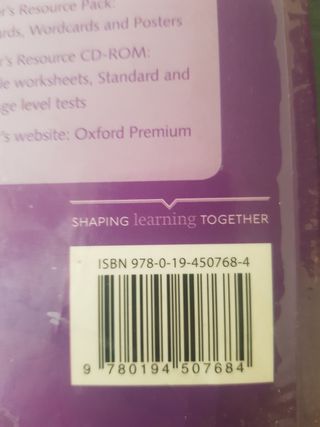 r's Resource Pack:
ards, Wordcards and Posters
r's Resource CD-ROM:
le worksheets, Standard and
ge level tests
's website: Oxford Premium
SHAPING learning TOGETHER
ISBN 978-0-19-450768-4
9 780194 507684